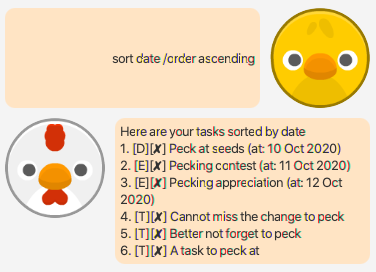 sort date /order ascending
Here are your tasks sorted by date
1. [D][✗] Peck at seeds (at: 10 Oct 2020)
2. [E][✗] Pecking contest (at: 11 Oct 2020)
3. [E][✗] Pecking appreciation (at: 12 Oct
2020)
4. [T][✗] Cannot miss the change to peck
5. [T][✗] Better not forget to peck
6. [T][✗] A task to peck at